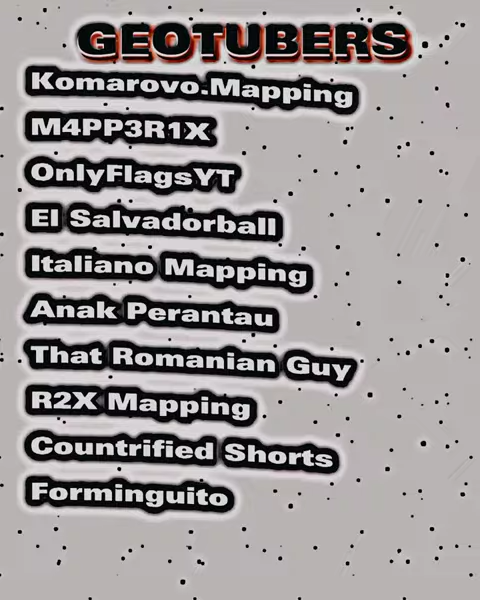 GEOTUBERS
Komarovo.Mapping
M4PP3R1X
OnlyFlagsYT
El Salvadorball
Italiano Mapping
Anak Perantau
That Romanian Guy
R2X Mapping
Countrified Shorts
Forminguito